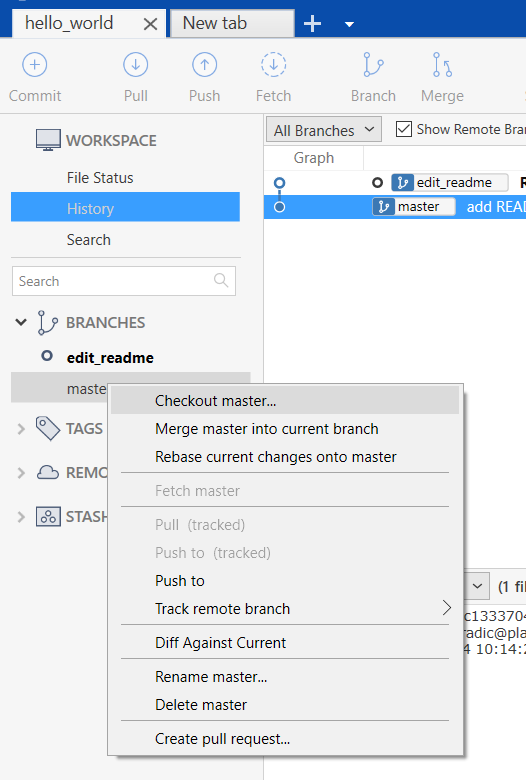 hello_world New tab
Commit Pull Push Fetch Branch Merge
WORKSPACE
File Status
History
Search
Search
BRANCHES
edit_readme
maste
TAGS
REMO
STASH
All Branches Show Remote Bran
Graph
edit_readme R
master add READ
Checkout master...
Merge master into current branch
Rebase current changes onto master
Fetch master
Pull (tracked)
Push to (tracked)
Push to
Track remote branch
Diff Against Current
Rename master...
Delete master
Create pull request...
(1 fil
c1333704
radic@pla
4 10:14:2